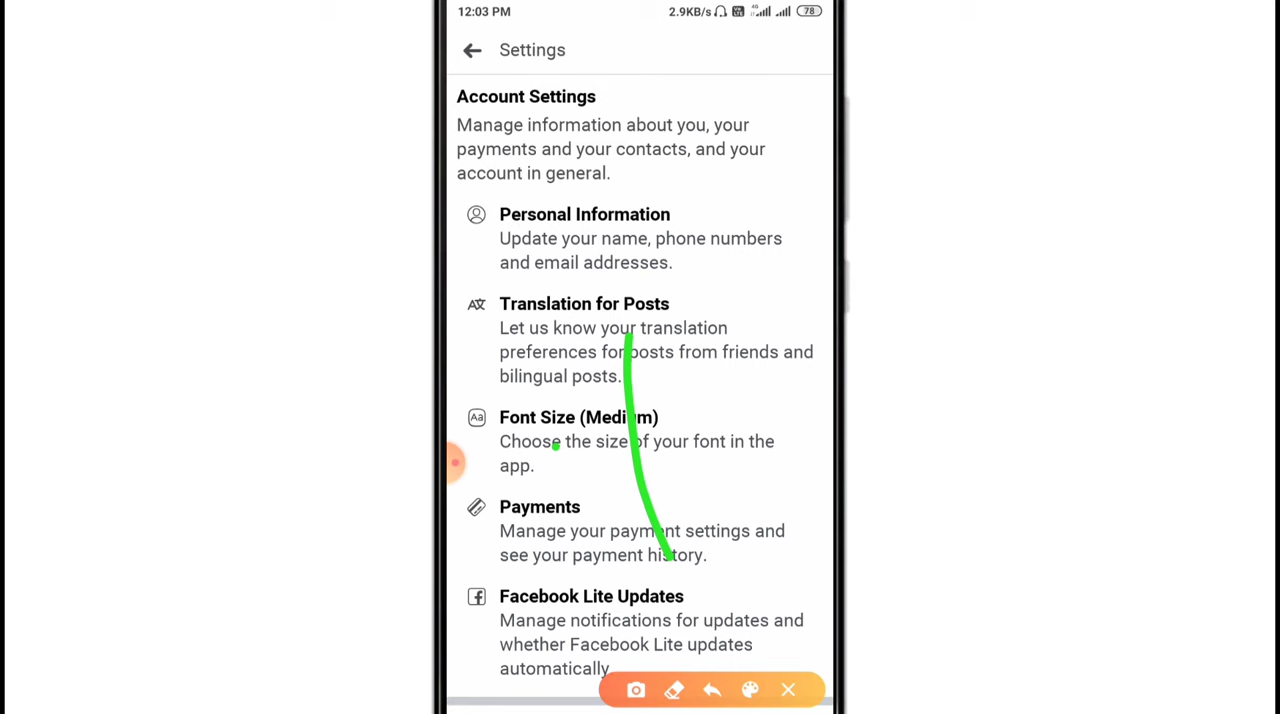 12:03 PM 2.9KB/s 4G 78
Settings
Account Settings
Manage information about you, your
payments and your contacts, and your
account in general.
Personal Information
Update your name, phone numbers
and email addresses.
Translation for Posts
Let us know your translation
preferences for posts from friends and
bilingual posts.
Aa Font Size (Medium)
Choose the size of your font in the
app.
Payments
Manage your payment settings and
see your payment history.
Facebook Lite Updates
Manage notifications for updates and
whether Facebook Lite updates
automatically.